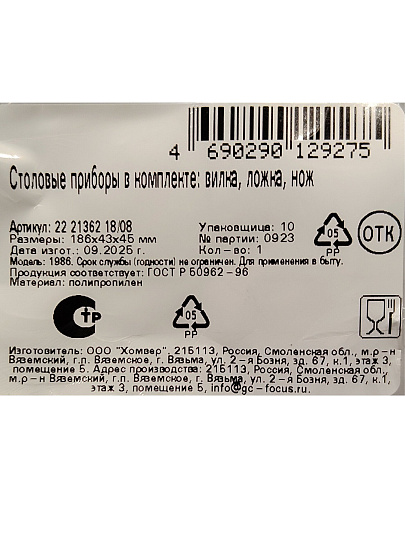 4 690290 129275
Столовые приборы в комплекте: вилка, ложка, нож
Артикул: 22 21362 18/08
Упаковщица: 10
Размеры: 186х43х45 мм
№ партии: 0923
Дата изгот.: 09.2025 г.
Кол-во: 1
Модель: 1986. Срок службы (годности) не ограничен. Для применения в быту.
Продукция соответствует: ГОСТ Р 50962-96
Материал: полипропилен
05
PP
ОТК
СТР
05
PP
Изготовитель: ООО "Хомвер", 215113, Россия, Смоленская обл., м.р-н
Вяземский, г.п. Вяземское, г. Вязьма, ул. 2-я Бозня, зд. 67, к.1, этаж 3,
помещение 5. Адрес производства: 215113, Россия, Смоленская обл.,
м.р-н Вяземский, г.п. Вяземское, г. Вязьма, ул. 2-я Бозня, зд. 67, к.1,
этаж 3, помещение 5, info@gc-focus.ru.